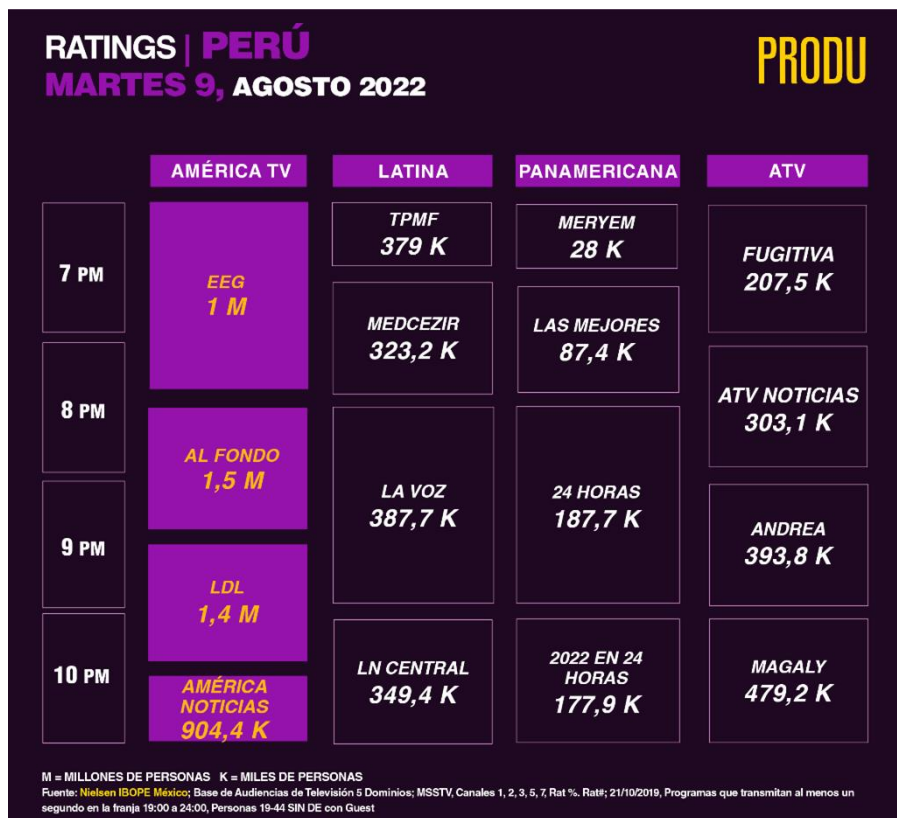 RATINGS | PERÚ
MARTES 9, AGOSTO 2022
PRODU
AMÉRICA TV
LATINA
PANAMERICANA
ATV
7 PM
EEG
1 M
TPMF
379 K
MERYEM
28 K
FUGITIVA
207,5 K
MEDCEZIR
323,2 K
LAS MEJORES
87,4 K
8 PM
AL FONDO
1,5 M
ATV NOTICIAS
303,1 K
LA VOZ
387,7 K
24 HORAS
187,7 K
9 PM
ANDREA
393,8 K
LDL
1,4 M
10 PM
AMÉRICA
NOTICIAS
904,4 K
LN CENTRAL
349,4 K
2022 EN 24
HORAS
177,9 K
MAGALY
479,2 K
M = MILLONES DE PERSONAS K = MILES DE PERSONAS
Fuente: Nielsen IBOPE México; Base de Audiencias de Televisión 5 Dominios; MSSTV, Canales 1, 2, 3, 5, 7, Rat %. Rat#; 21/10/2019, Programas que transmitan al menos un
segundo en la franja 19:00 a 24:00, Personas 19-44 SIN DE con Guest